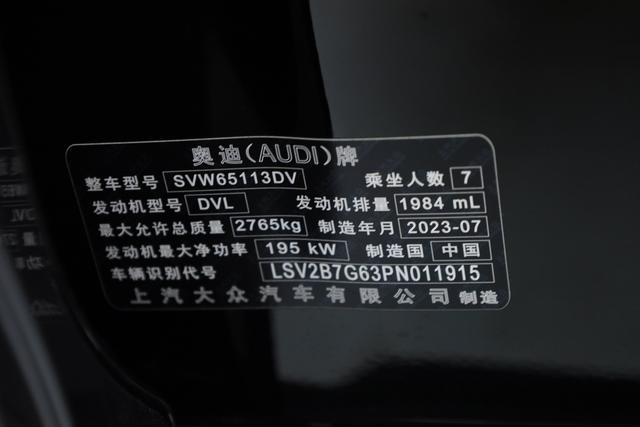 奥迪(AUDI)牌
整车型号 SVW65113DV 乘坐人数 7
发动机型号 DVL 发动机排量 1984 mL
最大允许总质量 2765kg 制造年月 2023-07
发动机最大净功率 195 kW 制造国 中国
车辆识别代号 LSV2B7G63PN011915
上汽大众汽车有限公司 制造